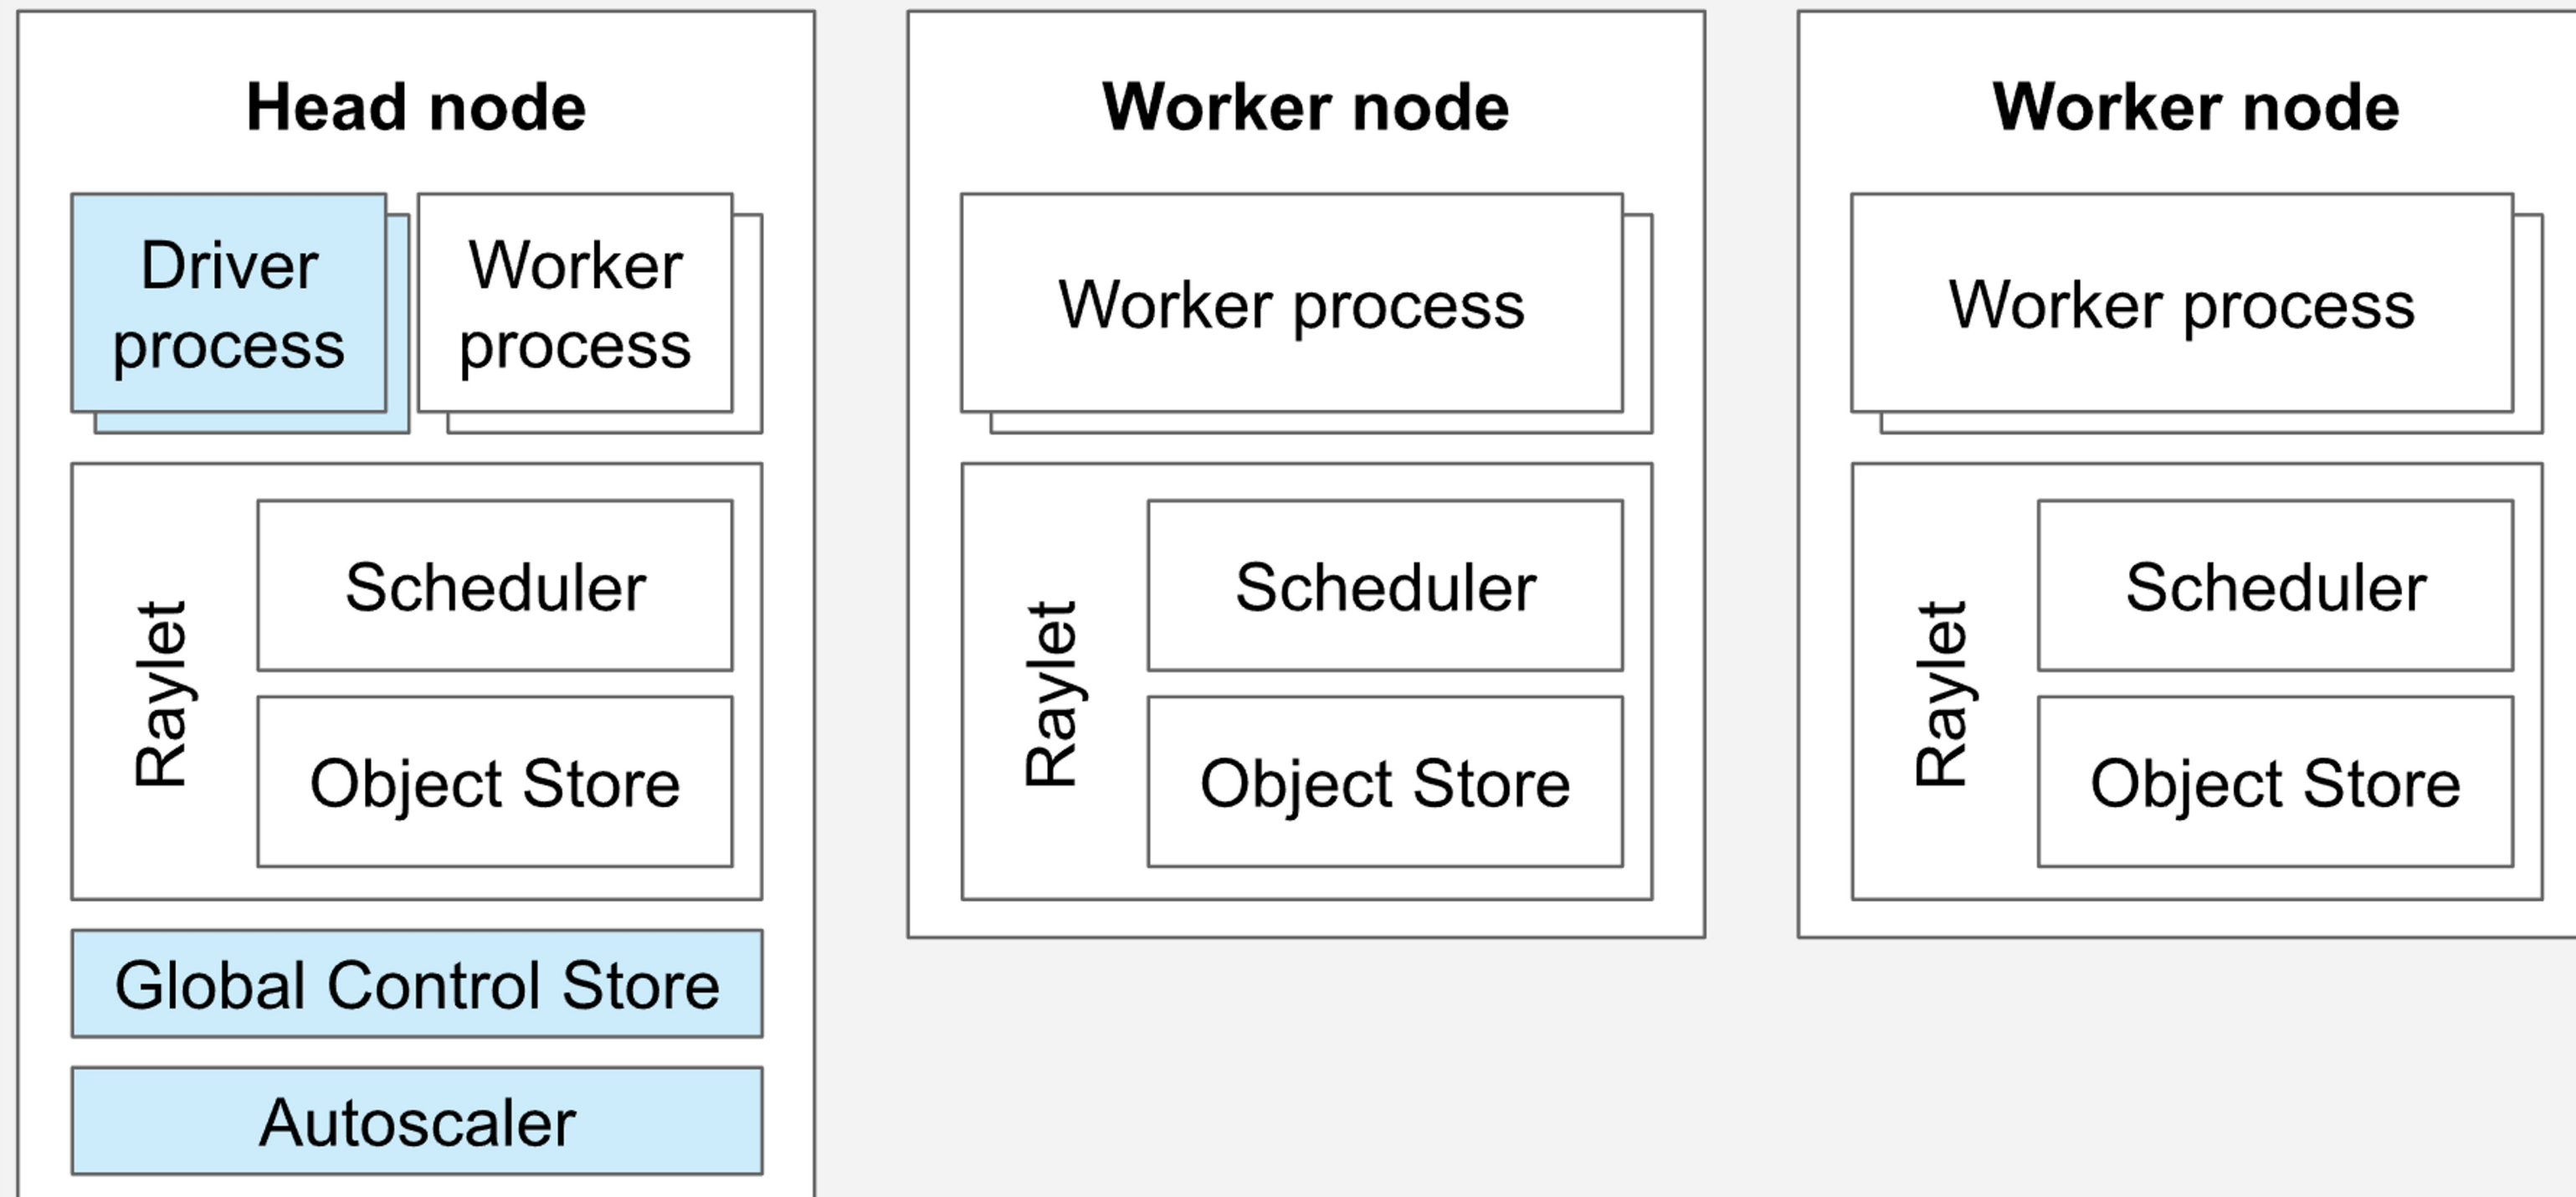 Head node
Driver
process
Worker
process
Raylet
Scheduler
Object Store
Global Control Store
Autoscaler
Worker node
Worker process
Raylet
Scheduler
Object Store
Worker node
Worker process
Raylet
Scheduler
Object Store